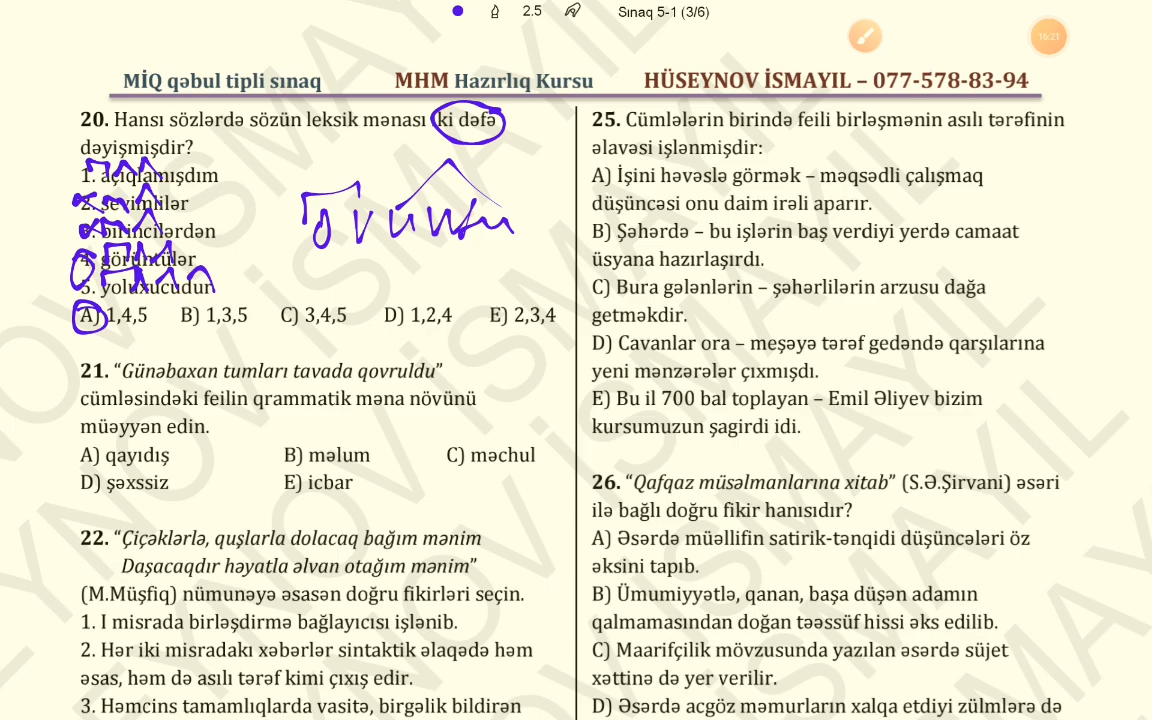 2.5 Sınaq 5-1 (3/6)
16:21
MİQ qəbul tipli sınaq MHM Hazırlıq Kursu HÜSEYNOV İSMAYIL – 077-578-83-94
20. Hansı sözlərdə sözün leksik mənası iki dəfə
dəyişmişdir?
1. açıqlamışdım
2. sevimlilər
3. birincilərdən
4. görüntülər
5. yoluxucudur
A) 1,4,5 B) 1,3,5 C) 3,4,5 D) 1,2,4 E) 2,3,4
21. “Günəbaxan tumları tavada qovruldu”
cümləsindəki feilin qrammatik məna növünü
müəyyən edin.
A) qayıdış B) məlum C) məchul
D) şəxssiz E) icbar
22. “Çiçəklərlə, quşlarla dolacaq bağım mənim
Daşacaqdır həyatla əlvan otağım mənim”
(M.Müşfiq) nümunəyə əsasən doğru fikirləri seçin.
1. I misrada birləşdirmə bağlayıcısı işlənib.
2. Hər iki misradakı xəbərlər sintaktik əlaqədə həm
əsas, həm də asılı tərəf kimi çıxış edir.
3. Həmcins tamamlıqlarda vasitə, birgəlik bildirən
25. Cümlələrin birində feili birləşmənin asılı tərəfinin
əlavəsi işlənmişdir:
A) İşini həvəslə görmək – məqsədli çalışmaq
düşüncəsi onu daim irəli aparır.
B) Şəhərdə – bu işlərin baş verdiyi yerdə camaat
üsyana hazırlaşırdı.
C) Bura gələnlərin – şəhərlilərin arzusu dağa
getməkdir.
D) Cavanlar ora – meşəyə tərəf gedəndə qarşılarına
yeni mənzərələr çıxmışdı.
E) Bu il 700 bal toplayan – Emil Əliyev bizim
kursumuzun şagirdi idi.
26. “Qafqaz müsəlmanlarına xitab” (S.Ə.Şirvani) əsəri
ilə bağlı doğru fikir hanısıdır?
A) Əsərdə müəllifin satirik-tənqidi düşüncələri öz
əksini tapıb.
B) Ümumiyyətlə, qanan, başa düşən adamın
qalmamasından doğan təəssüf hissi əks edilib.
C) Maarifçilik mövzusunda yazılan əsərdə süjet
xəttinə də yer verilir.
D) Əsərdə acgöz məmurların xalqa etdiyi zülmlərə də